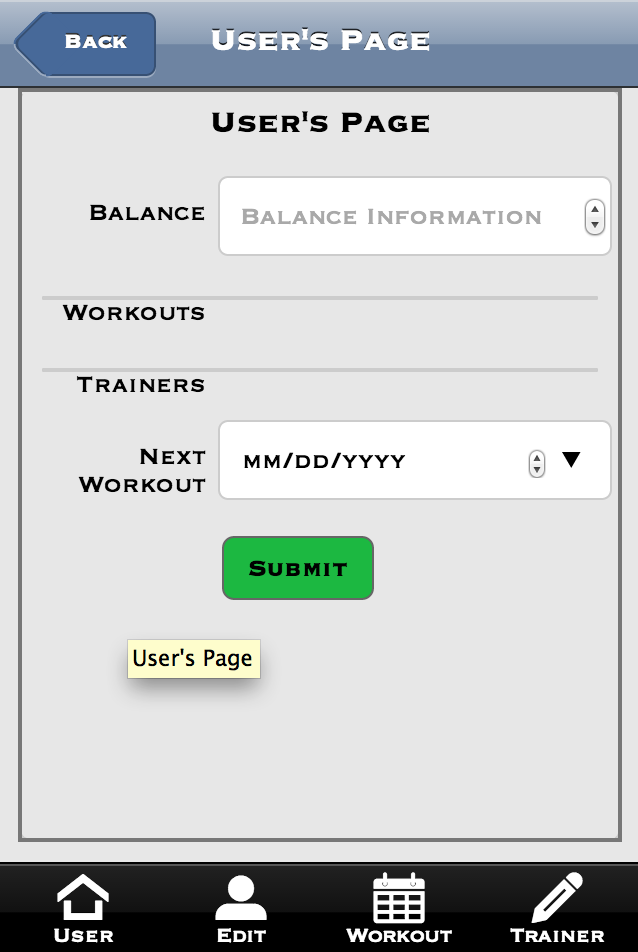 Back
User's Page
User's Page
Balance
Balance Information
Workouts
Trainers
Next
Workout
mm/dd/yyyy
Submit
User's Page
User
Edit
Workout
Trainer